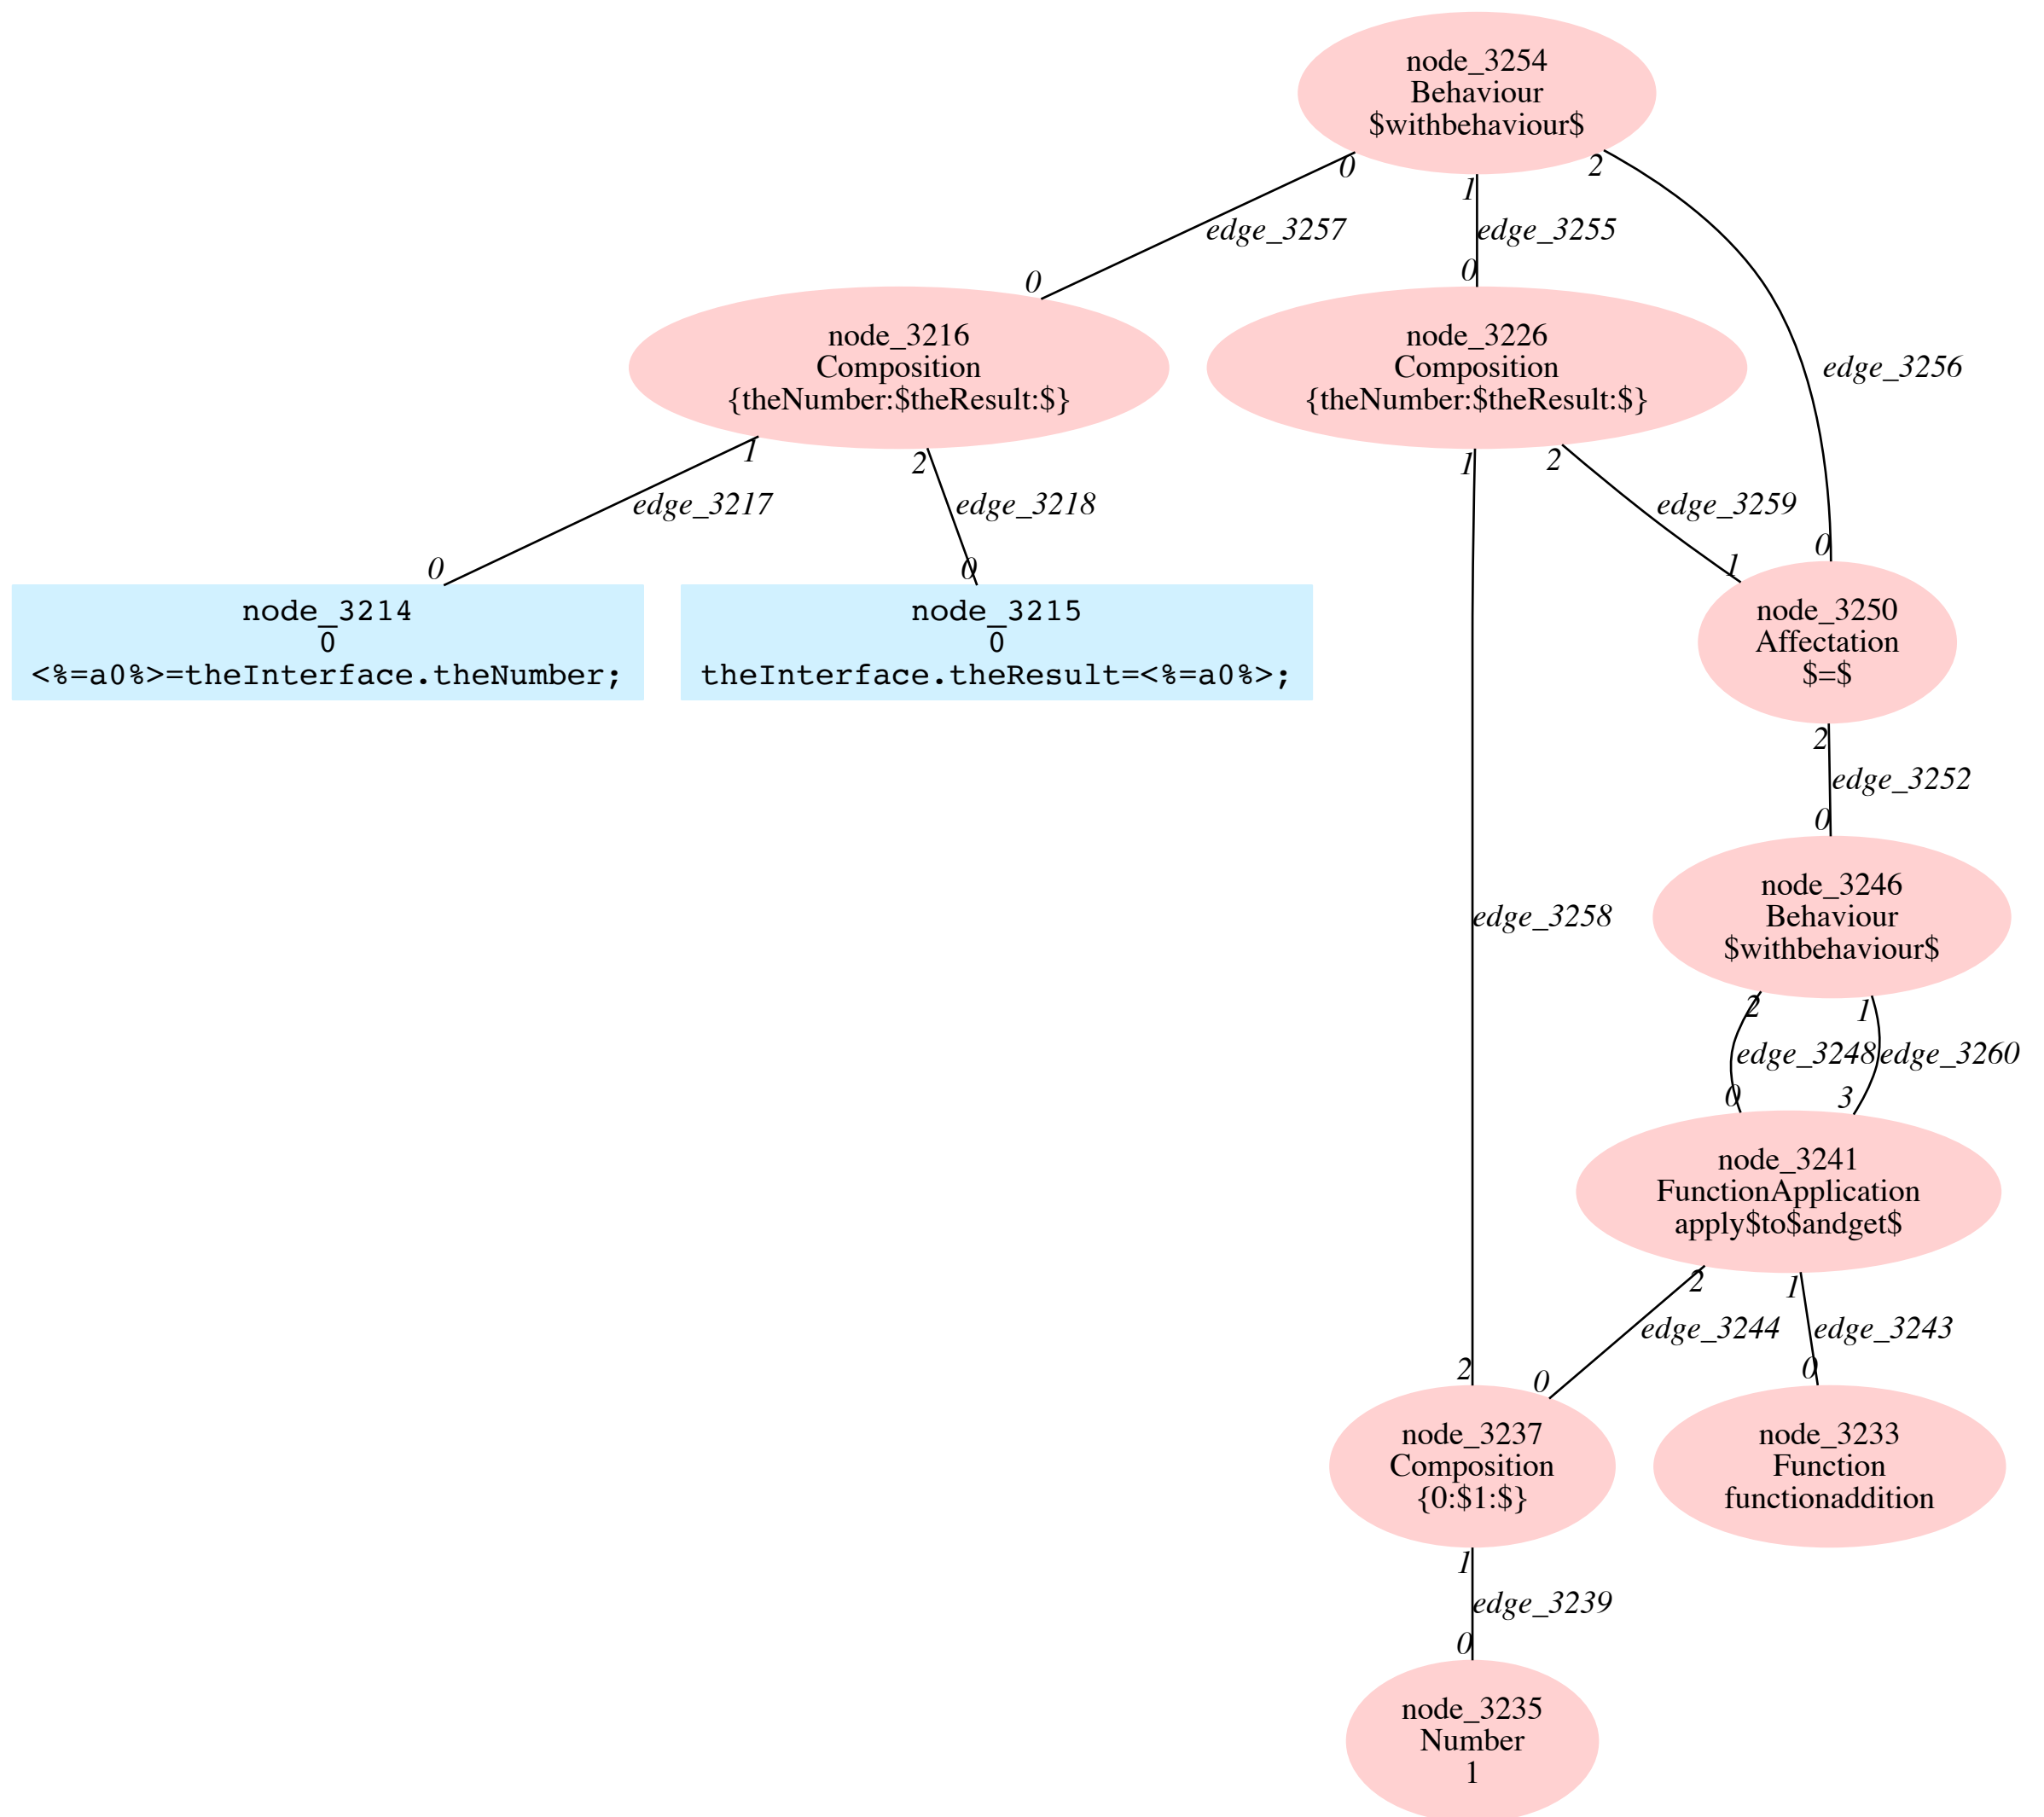 node_3254
Behaviour
$withbehaviour$
0
1
2
edge_3257
edge_3255
0
0
node_3216
Composition
{theNumber:$theResult:$}
node_3226
Composition
{theNumber:$theResult:$}
edge_3256
1
2
1
2
edge_3217
edge_3218
edge_3259
0
0
1
0
node_3214
0
<%=a0%>=theInterface.theNumber;
node_3215
0
theInterface.theResult=<%=a0%>;
node_3250
Affectation
$=$
2
edge_3252
0
node_3246
Behaviour
$withbehaviour$
edge_3258
2
1
edge_3248
edge_3260
0
3
node_3241
FunctionApplication
apply$to$andget$
2
1
edge_3244
edge_3243
2
0
0
node_3237
Composition
{0:$1:$}
node_3233
Function
functionaddition
1
edge_3239
0
node_3235
Number
1